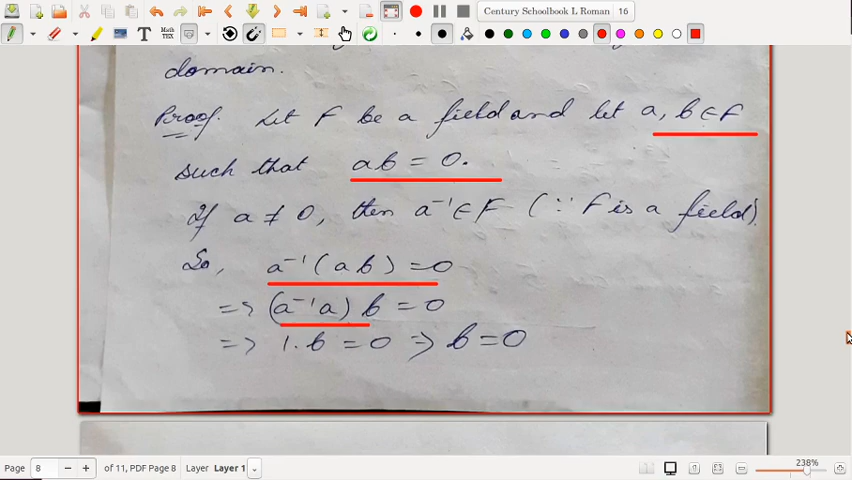 Century Schoolbook L Roman 16
Math TEX
domain.
Proof. Let F be a field and let a, b ∈ F
such that ab = 0.
If a ≠ 0, then a⁻¹ ∈ F (∵ F is a field).
So, a⁻¹(ab) = 0
=> (a⁻¹a) b = 0
=> 1.b = 0 => b = 0
Page 8 of 11, PDF Page 8 Layer Layer 1 238%